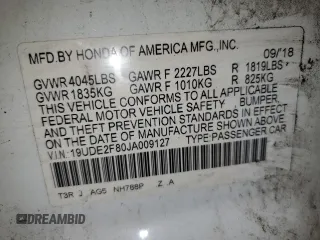 MFD.BY HONDA OF AMERICA MFG.,INC. 09/18
GVWR 4045LBS GAWR F 2227LBS R 1819LBS
GVWR 1835KG GAWR F 1010KG R 825KG
THIS VEHICLE CONFORMS TO ALL APPLICABLE
FEDERAL MOTOR VEHICLE SAFETY BUMPER,
AND THEFT PREVENTION STANDARDS IN EFFECT
ON THE DATE OF MANUFACTURE SHOWN ABOVE.
V.I.N: 19UDE2F80JA009127 TYPE:PASSENGER CAR
T3R J AG5 NH788P Z A
DREAMBID